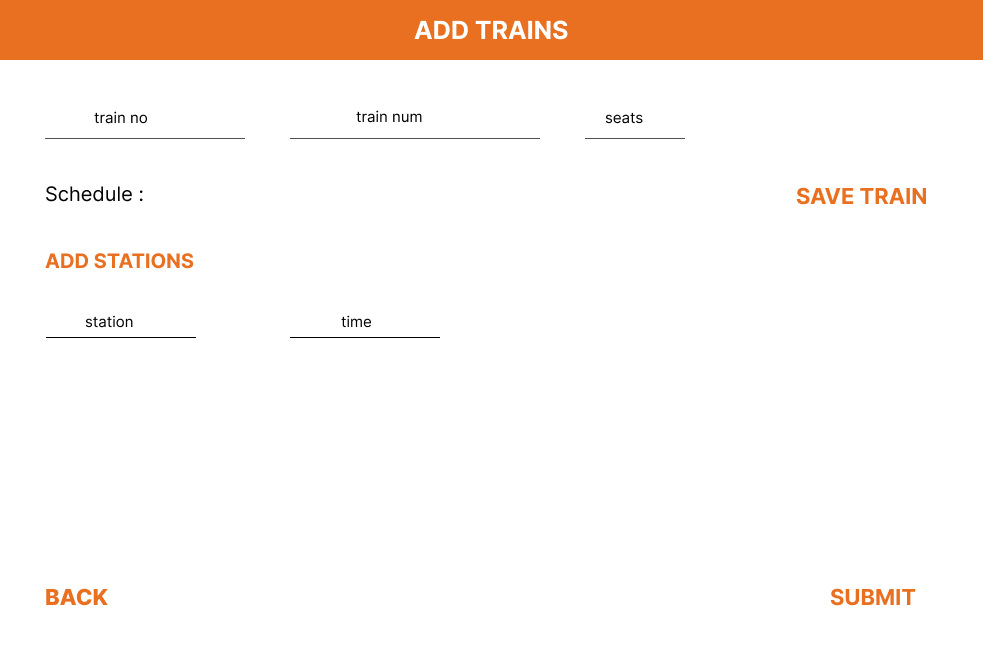 ADD TRAINS
train no train num seats
Schedule : SAVE TRAIN
ADD STATIONS
station time
BACK SUBMIT